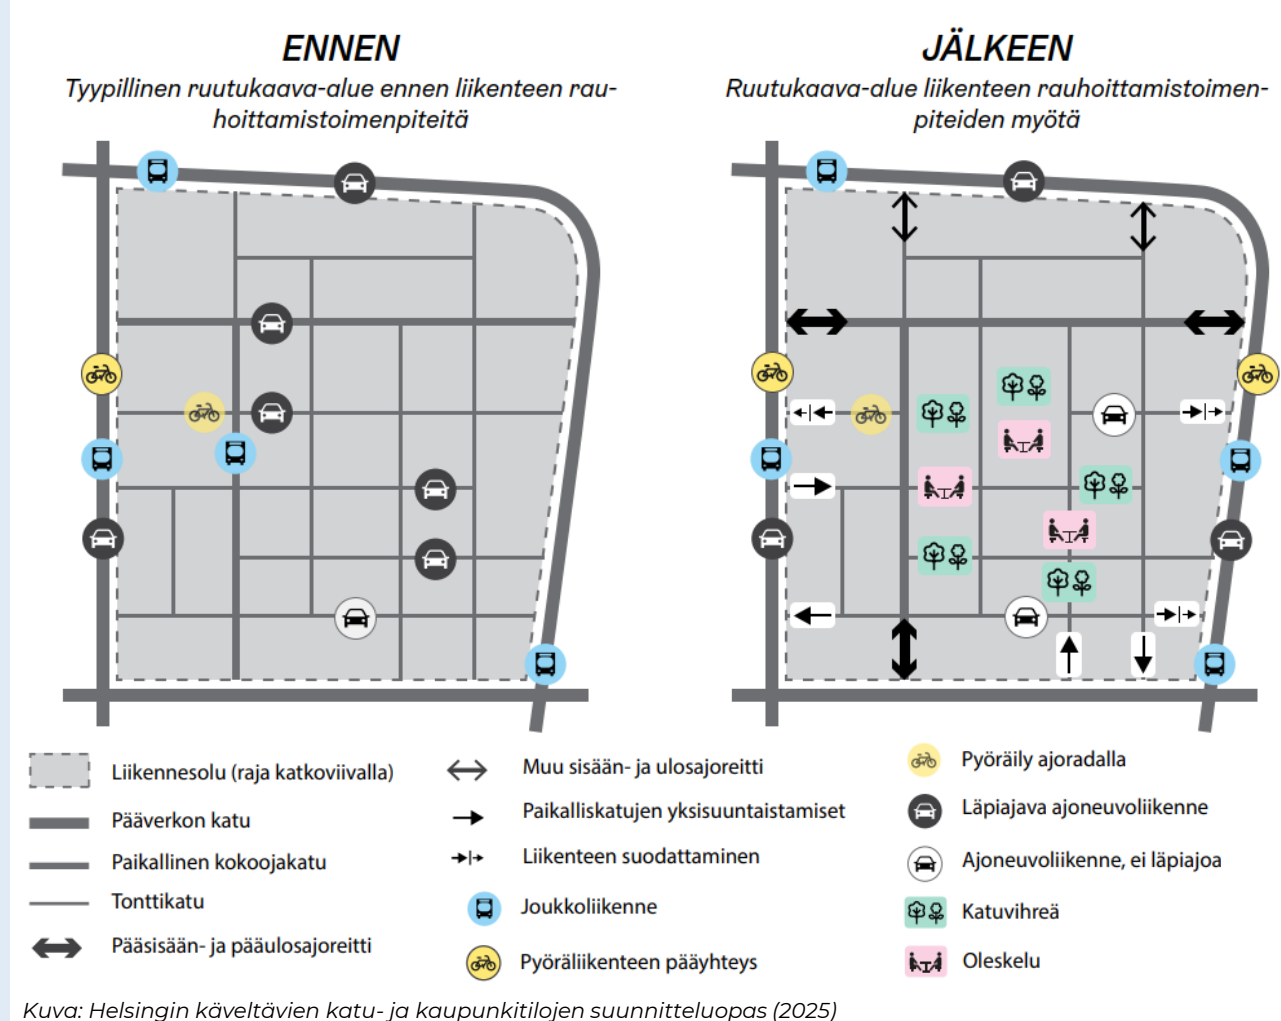 ENNEN
Tyypillinen ruutukaava-alue ennen liikenteen rau-
hoittamistoimenpiteitä
JÄLKEEN
Ruutukaava-alue liikenteen rauhoittamistoimen-
piteiden myötä
Liikennesolu (raja katkoviivalla)
Pääverkon katu
Paikallinen kokoojakatu
Tonttikatu
Pääsisään- ja pääulosajoreitti
Muu sisään- ja ulosajoreitti
Paikalliskatujen yksisuuntaistamiset
Liikenteen suodattaminen
Joukkoliikenne
Pyöräliikenteen pääyhteys
Pyöräily ajoradalla
Läpiajava ajoneuvoliikenne
Ajoneuvoliikenne, ei läpiajoa
Katuvihreä
Oleskelu
Kuva: Helsingin käveltävien katu- ja kaupunkitilojen suunnitteluopas (2025)